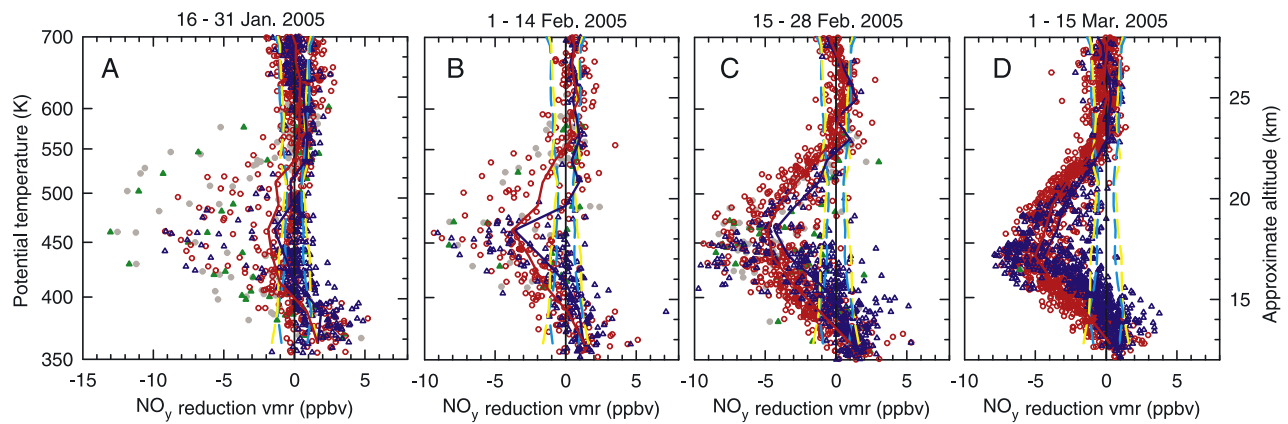 16 - 31 Jan. 2005
1 - 14 Feb. 2005
15 - 28 Feb. 2005
1 - 15 Mar. 2005
A
B
C
D
700
600
550
500
450
400
350
Potential temperature (K)
25
20
15
Approximate altitude (km)
-15 -10 -5 0 5
-10 -5 0 5
-10 -5 0 5
-10 -5 0 5
NOy reduction vmr (ppbv)
NOy reduction vmr (ppbv)
NOy reduction vmr (ppbv)
NOy reduction vmr (ppbv)